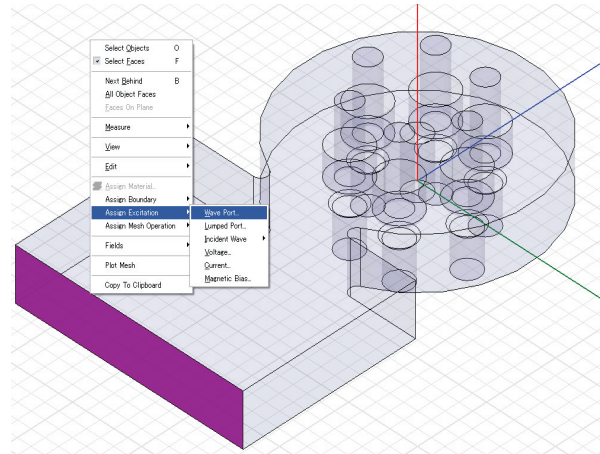 Select Objects O
Select Faces F
Next Behind B
All Object Faces
Faces On Plane
Measure
View
Edit
Assign Material..
Assign Boundary
Assign Excitation
Assign Mesh Operation
Fields
Plot Mesh
Copy To Clipboard
Wave Port..
Lumped Port..
Incident Wave
Voltage..
Current..
Magnetic Bias..